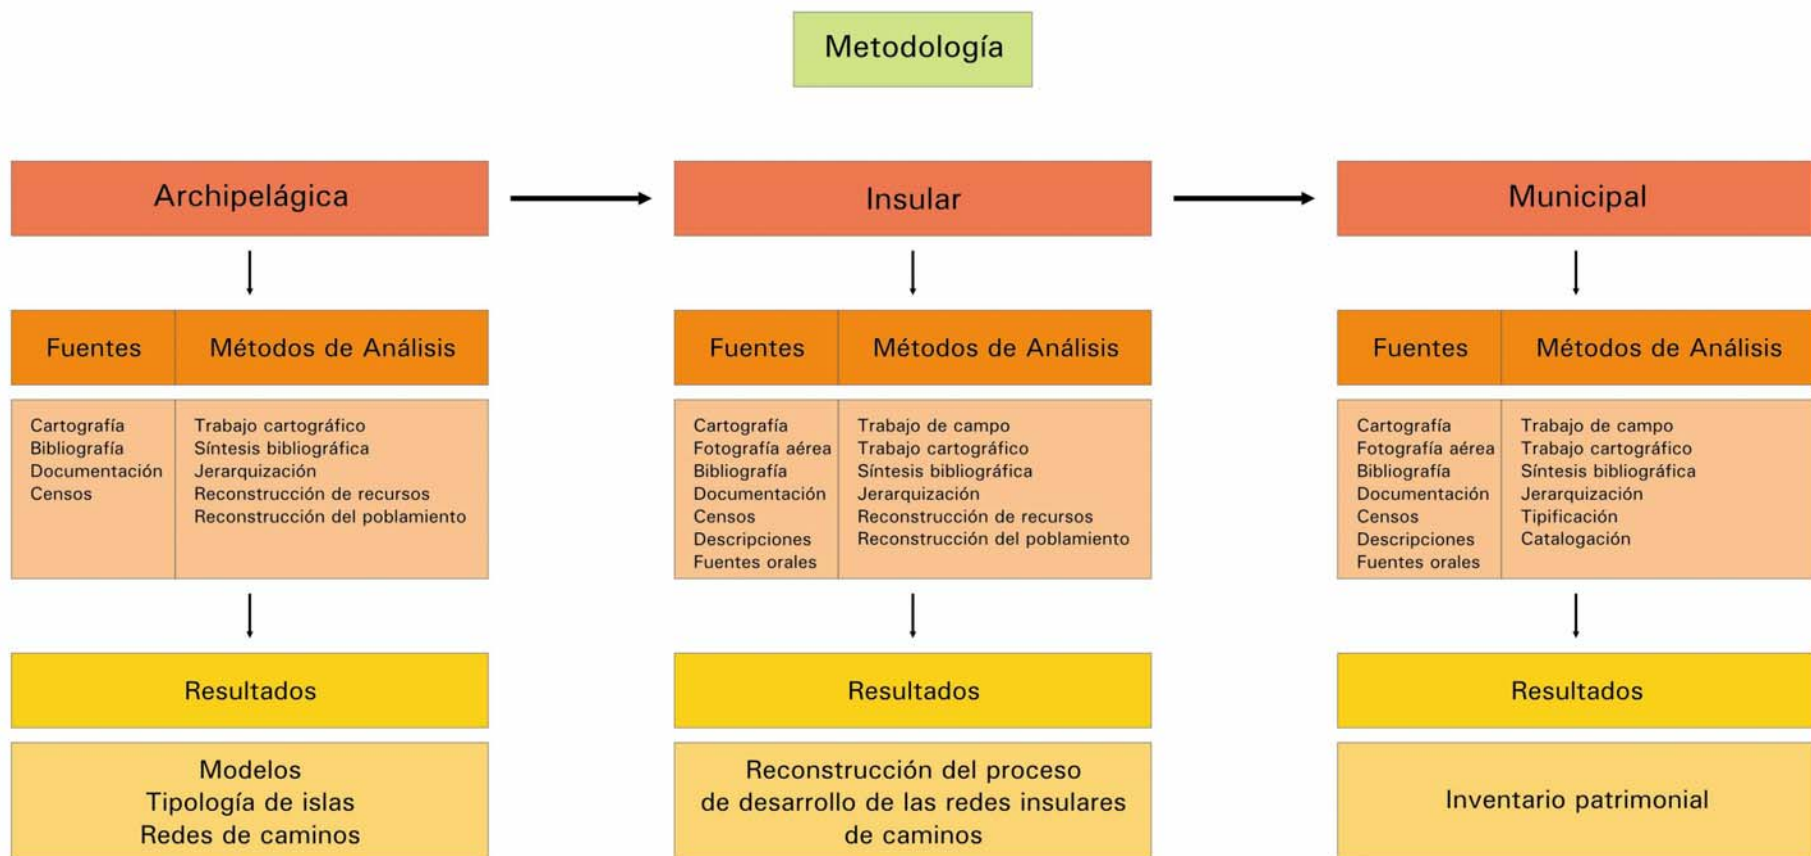 Metodología
Archipelágica
Insular
Municipal
Fuentes
Métodos de Análisis
Fuentes
Métodos de Análisis
Fuentes
Métodos de Análisis
Cartografía
Bibliografía
Documentación
Censos
Trabajo cartográfico
Síntesis bibliográfica
Jerarquización
Reconstrucción de recursos
Reconstrucción del poblamiento
Cartografía
Fotografía aérea
Bibliografía
Documentación
Censos
Descripciones
Fuentes orales
Trabajo de campo
Trabajo cartográfico
Síntesis bibliográfica
Jerarquización
Reconstrucción de recursos
Reconstrucción del poblamiento
Cartografía
Fotografía aérea
Bibliografía
Documentación
Censos
Descripciones
Fuentes orales
Trabajo de campo
Trabajo cartográfico
Síntesis bibliográfica
Jerarquización
Tipificación
Catalogación
Resultados
Resultados
Resultados
Modelos
Tipología de islas
Redes de caminos
Reconstrucción del proceso
de desarrollo de las redes insulares
de caminos
Inventario patrimonial